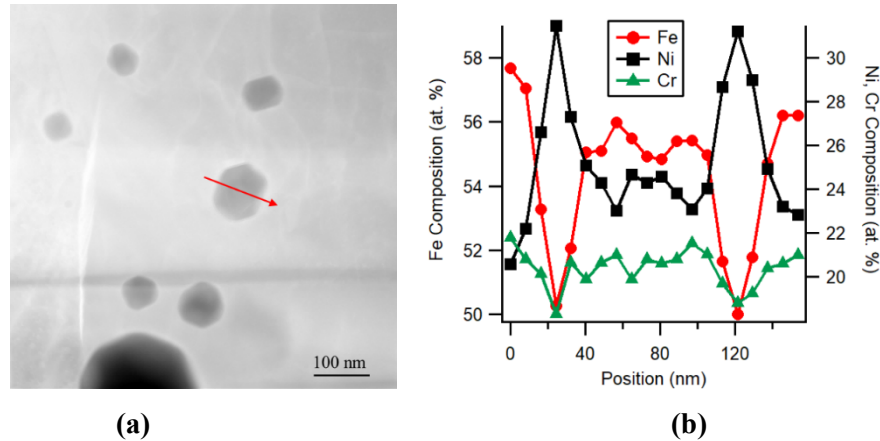 100 nm
(a)
Fe
Ni
Cr
Fe Composition (at. %)
58
56
54
52
50
30
28
26
24
22
20
Ni, Cr Composition (at. %)
0
40
80
120
Position (nm)
(b)